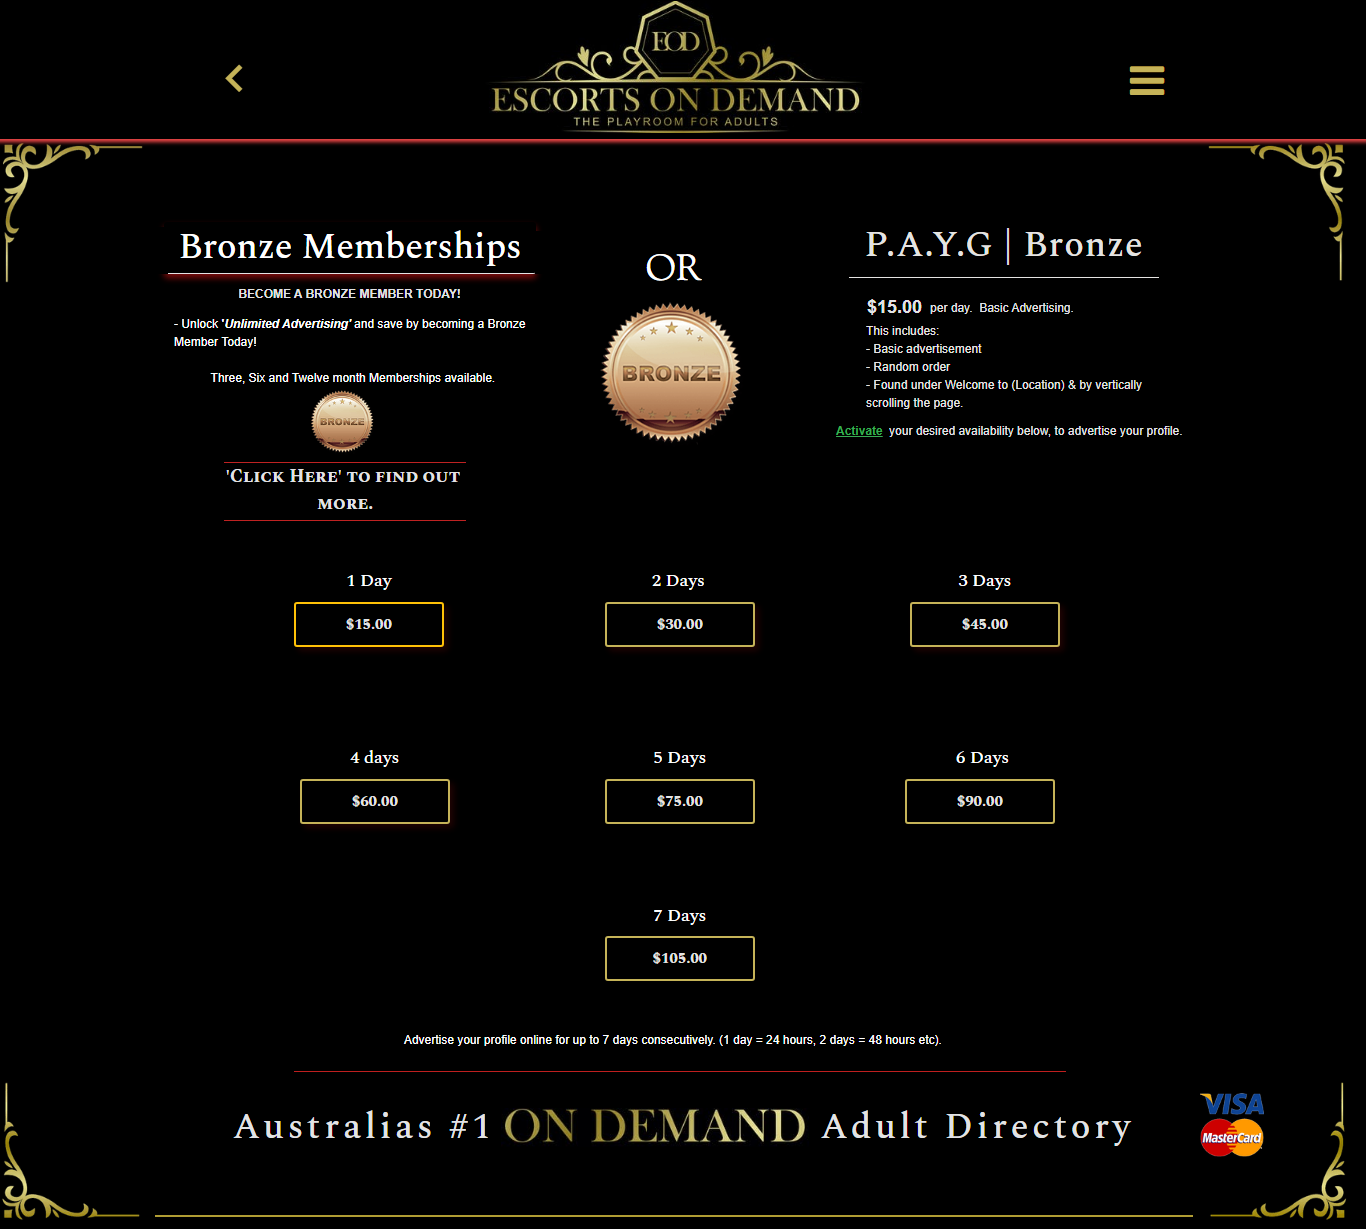 EOD
ESCORTS ON DEMAND
THE PLAYROOM FOR ADULTS
Bronze Memberships
BECOME A BRONZE MEMBER TODAY!
- Unlock 'Unlimited Advertising' and save by becoming a Bronze
Member Today!
Three, Six and Twelve month Memberships available.
BRONZE
'Click Here' to find out
more.
OR
BRONZE
P.A.Y.G | Bronze
$15.00 per day. Basic Advertising.
This includes:
- Basic advertisement
- Random order
- Found under Welcome to (Location) & by vertically
scrolling the page.
Activate your desired availability below, to advertise your profile.
1 Day
$15.00
2 Days
$30.00
3 Days
$45.00
4 days
$60.00
5 Days
$75.00
6 Days
$90.00
7 Days
$105.00
Advertise your profile online for up to 7 days consecutively. (1 day = 24 hours, 2 days = 48 hours etc).
Australias #1 ON DEMAND Adult Directory
VISA
MasterCard